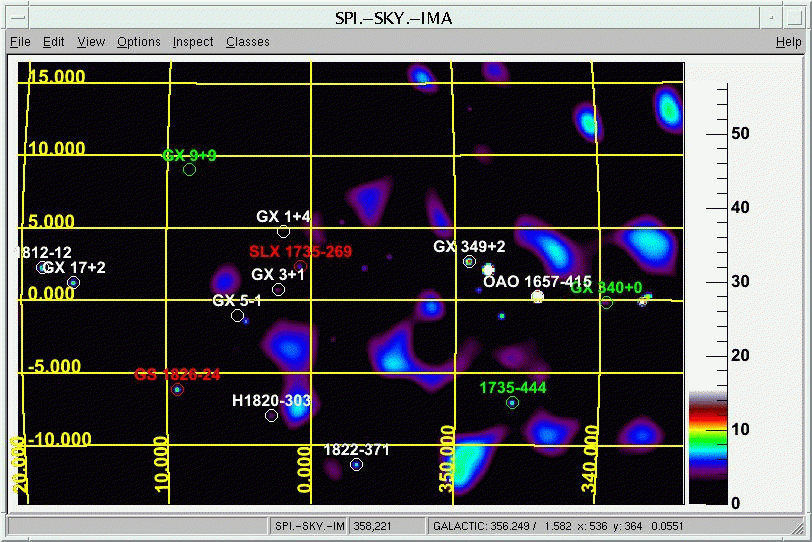 SPI.-SKY.-IMA
File Edit View Options Inspect Classes Help
15.000
10.000
GX 9+9
5.000
GX 1+4
SLX 1735-269
GX 349+2
1812-12
GX 17+2
GX 3+1
OAO 1657-415
GX 340+0
0.000
GX 5-1
-5.000
GS 1826-24
1735-444
H1820-303
-10.000
1822-371
20.000
10.000
0.000
350.000
340.000
50
40
30
20
10
0
SPI.-SKY.-IM 358,221 GALACTIC: 356.249 / 1.582 x: 536 y: 364 0.0551